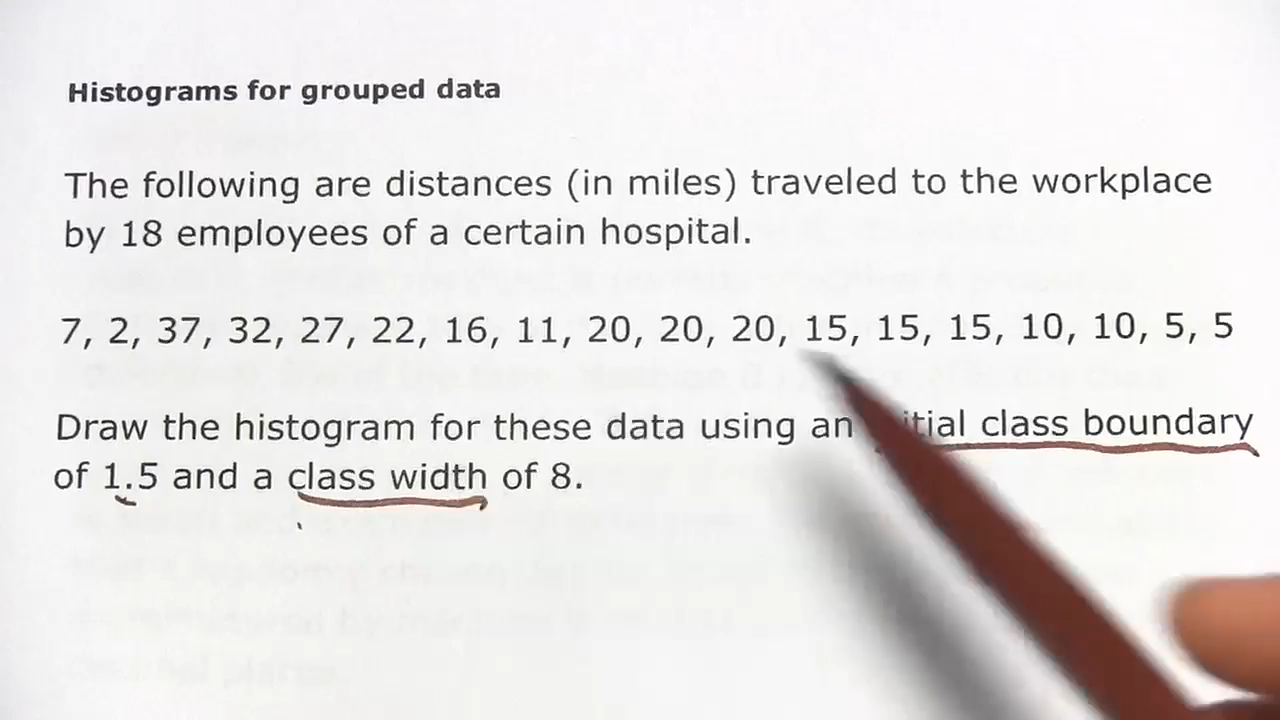 Histograms for grouped data
The following are distances (in miles) traveled to the workplace
by 18 employees of a certain hospital.
7, 2, 37, 32, 27, 22, 16, 11, 20, 20, 20, 15, 15, 15, 10, 10, 5, 5
Draw the histogram for these data using an initial class boundary
of 1.5 and a class width of 8.